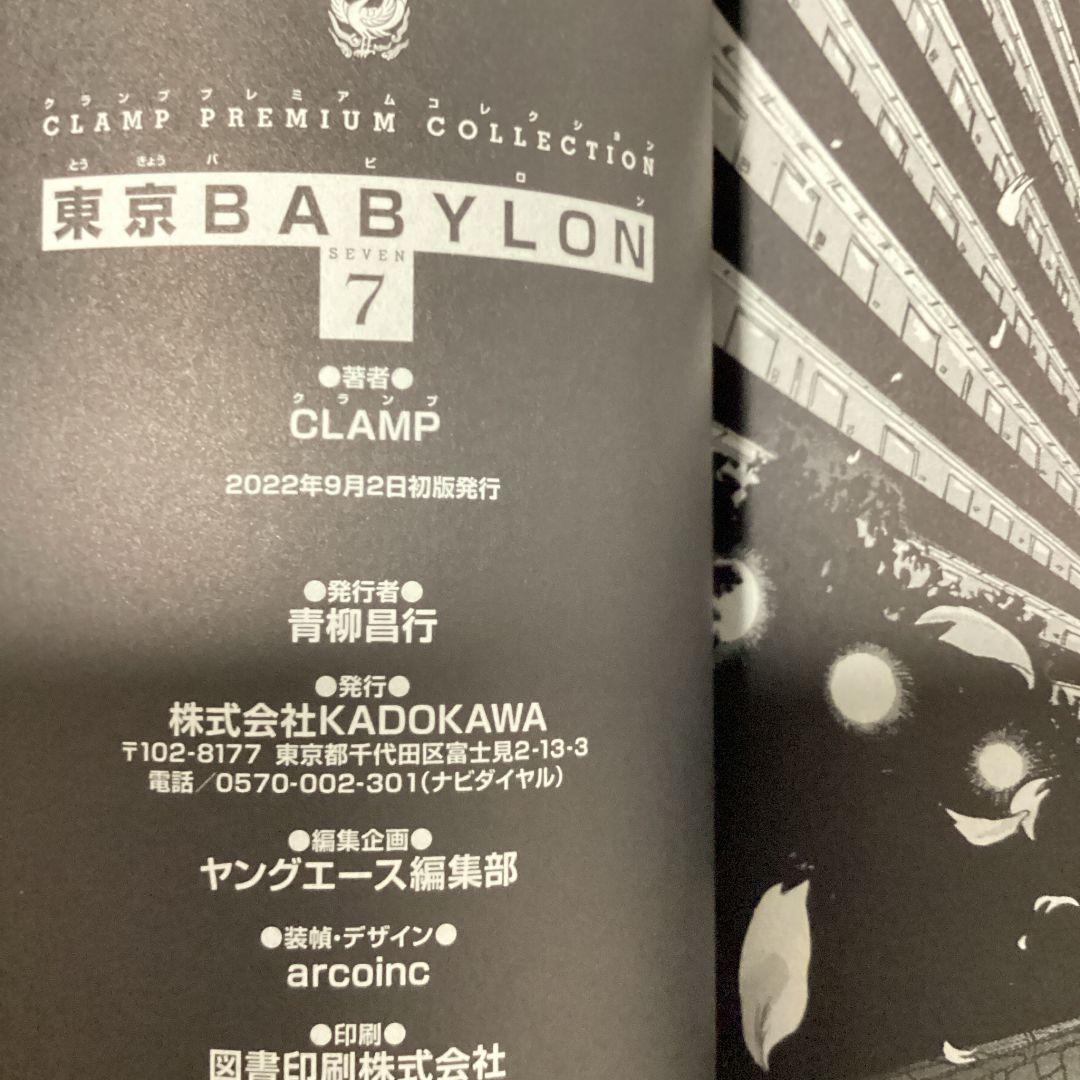 クランププレミアムコレクション
CLAMP PREMIUM COLLECTION
とうきょうバビロン
東京BABYLON
SEVEN
7
●著者●
クランプ
CLAMP
2022年9月2日初版発行
●発行者●
青柳昌行
●発行●
株式会社KADOKAWA
〒102-8177 東京都千代田区富士見2-13-3
電話/0570-002-301(ナビダイヤル)
●編集企画●
ヤングエース編集部
●装幀・デザイン●
arcoinc
●印刷●
図書印刷株式会社